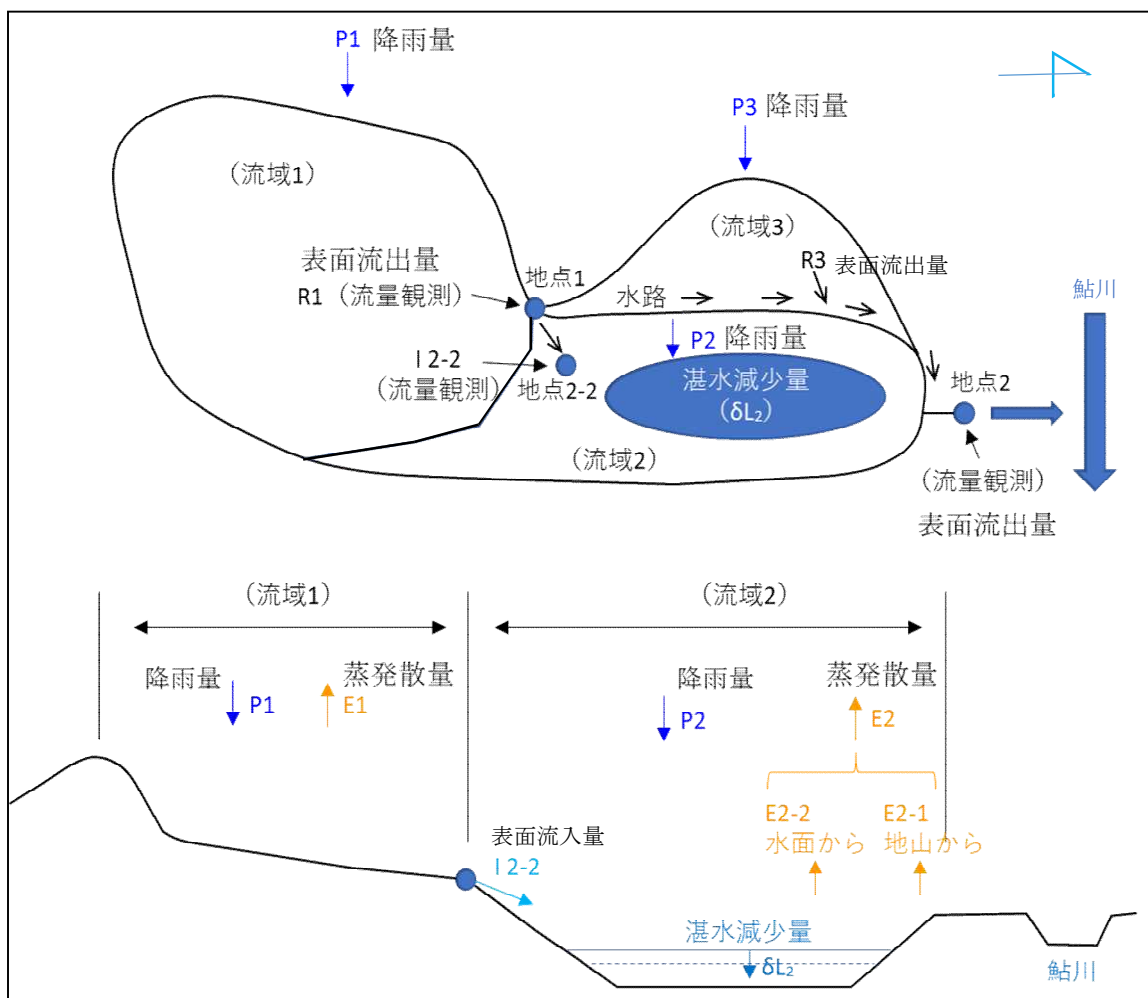 P1 降雨量
P3 降雨量
（流域1）
（流域3）
表面流出量
地点1
R1（流量観測）
R3 表面流出量
水路
鮎川
P2 降雨量
I 2-2
（流量観測）
地点2-2
湛水減少量
（δL₂）
地点2
（流域2）
（流量観測）
表面流出量
（流域1）
（流域2）
降雨量
P1
蒸発散量
E1
降雨量
P2
蒸発散量
E2
E2-2
水面から
E2-1
地山から
表面流入量
I 2-2
湛水減少量
δL₂
鮎川